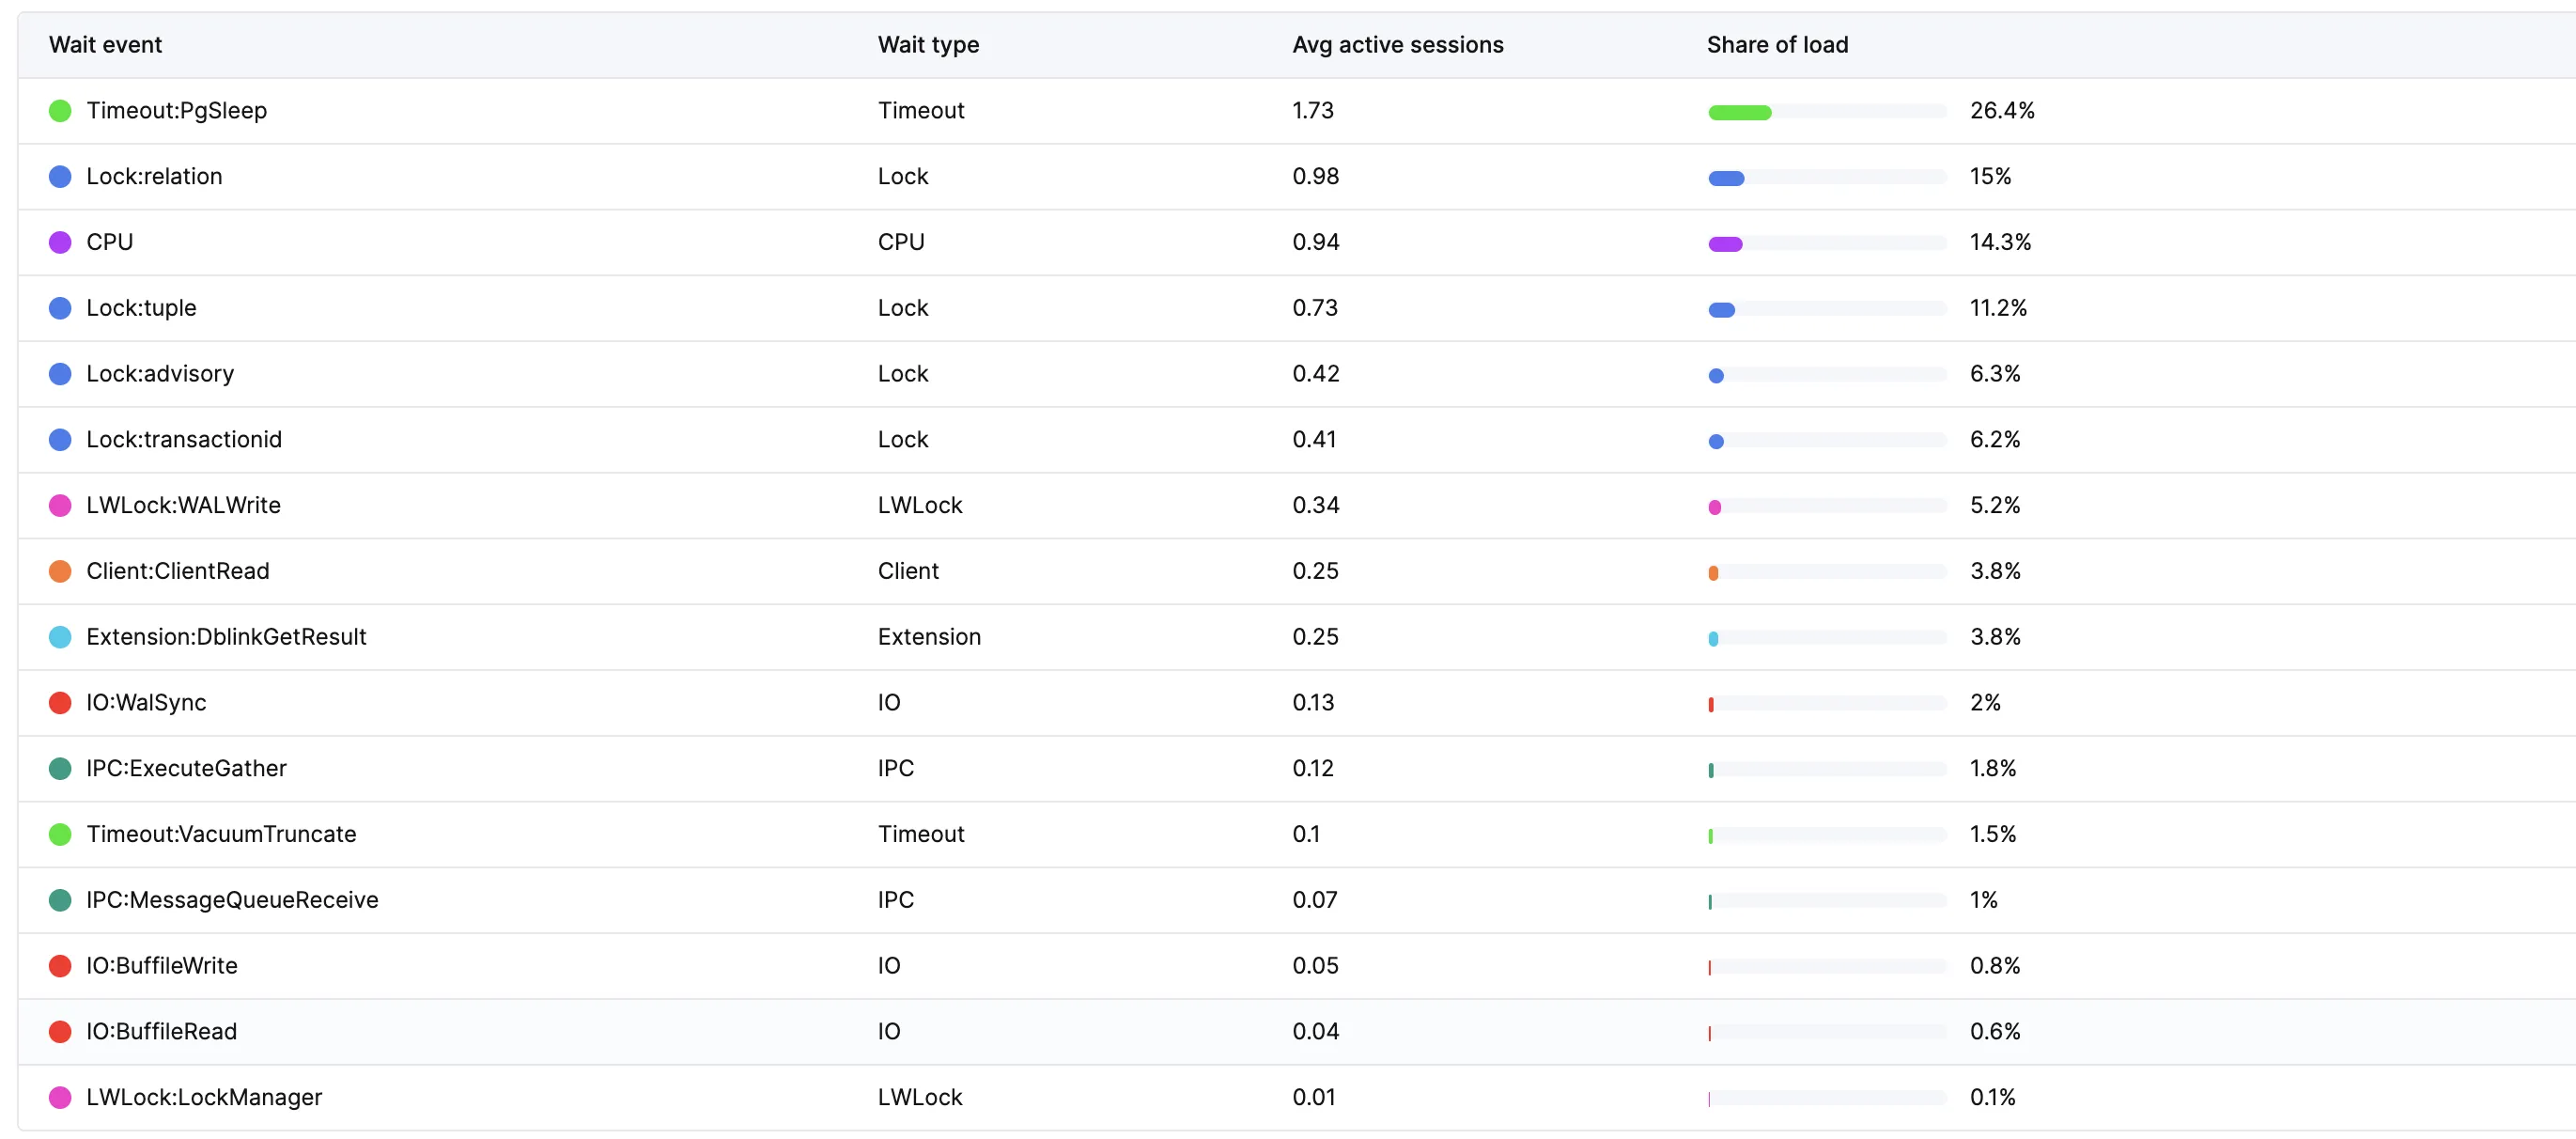 Wait event Wait type Avg active sessions Share of load
Timeout:PgSleep Timeout 1.73 26.4%
Lock:relation Lock 0.98 15%
CPU CPU 0.94 14.3%
Lock:tuple Lock 0.73 11.2%
Lock:advisory Lock 0.42 6.3%
Lock:transactionid Lock 0.41 6.2%
LWLock:WALWrite LWLock 0.34 5.2%
Client:ClientRead Client 0.25 3.8%
Extension:DblinkGetResult Extension 0.25 3.8%
IO:WalSync IO 0.13 2%
IPC:ExecuteGather IPC 0.12 1.8%
Timeout:VacuumTruncate Timeout 0.1 1.5%
IPC:MessageQueueReceive IPC 0.07 1%
IO:BuffileWrite IO 0.05 0.8%
IO:BuffileRead IO 0.04 0.6%
LWLock:LockManager LWLock 0.01 0.1%